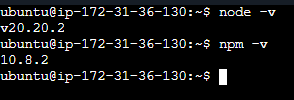 ubuntu@ip-172-31-36-130:~$ node -v
v20.20.2
ubuntu@ip-172-31-36-130:~$ npm -v
10.8.2
ubuntu@ip-172-31-36-130:~$